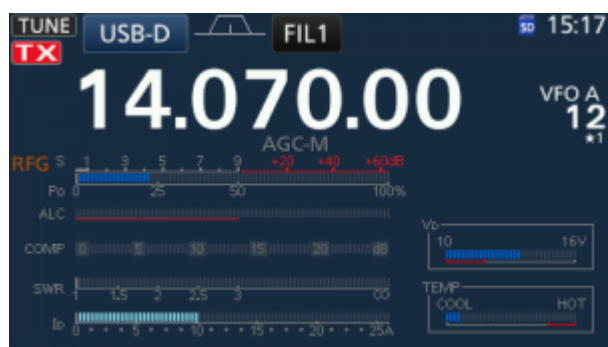 TUNE USB-D FIL1 SD 15:17
TX
14.070.00 VFO A
12
★1
AGC-M
RFG S 1 3 5 7 9 +20 +40 +60dB
Po 0 25 50 100%
ALC
COMP 0 5 10 15 20 dB
SWR 1 1.5 2 2.5 3 ∞
ID 0 5 10 15 20 25A
VD
10 16V
TEMP
COOL HOT